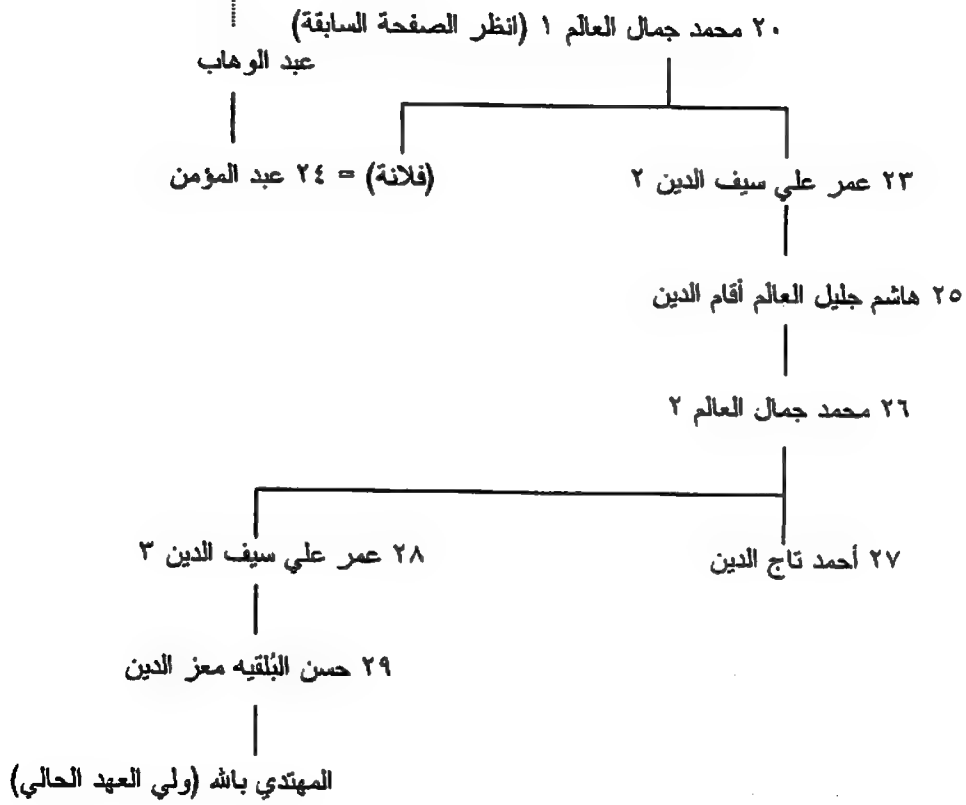 ٢٠ محمد جمال العالم ١ (انظر الصفحة السابقة)
عبد الوهاب
٢٣ عمر علي سيف الدين ٢
(فلانة) = ٢٤ عبد المؤمن
٢٥ هاشم جليل العالم أقام الدين
٢٦ محمد جمال العالم ٢
٢٧ أحمد تاج الدين
٢٨ عمر علي سيف الدين ٣
٢٩ حسن البُلقيه معز الدين
المهتدي بالله (ولي العهد الحالي)